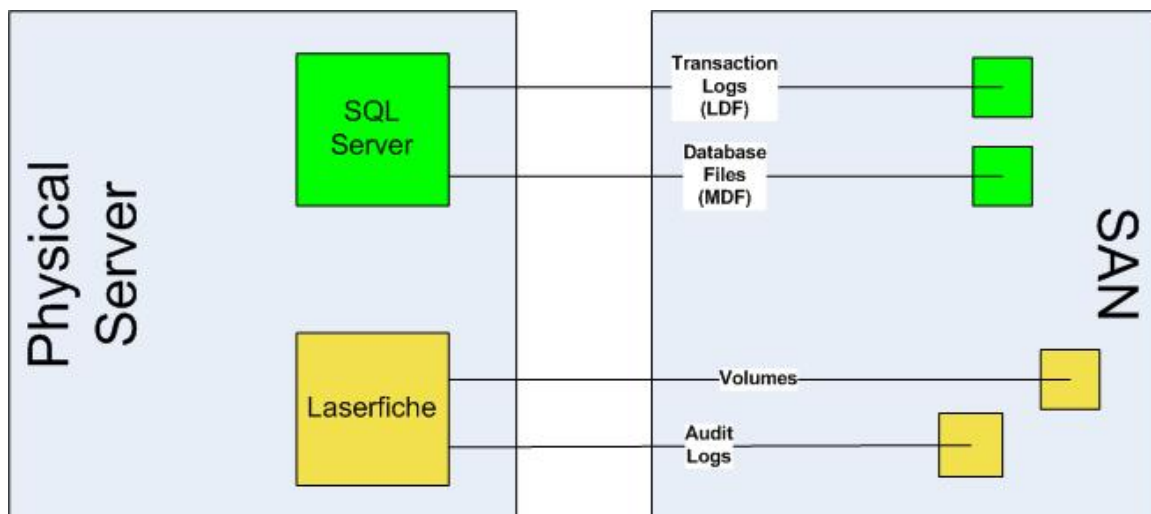 Physical
Server
SQL
Server
Transaction
Logs
(LDF)
Database
Files
(MDF)
SAN
Laserfiche
Volumes
Audit
Logs